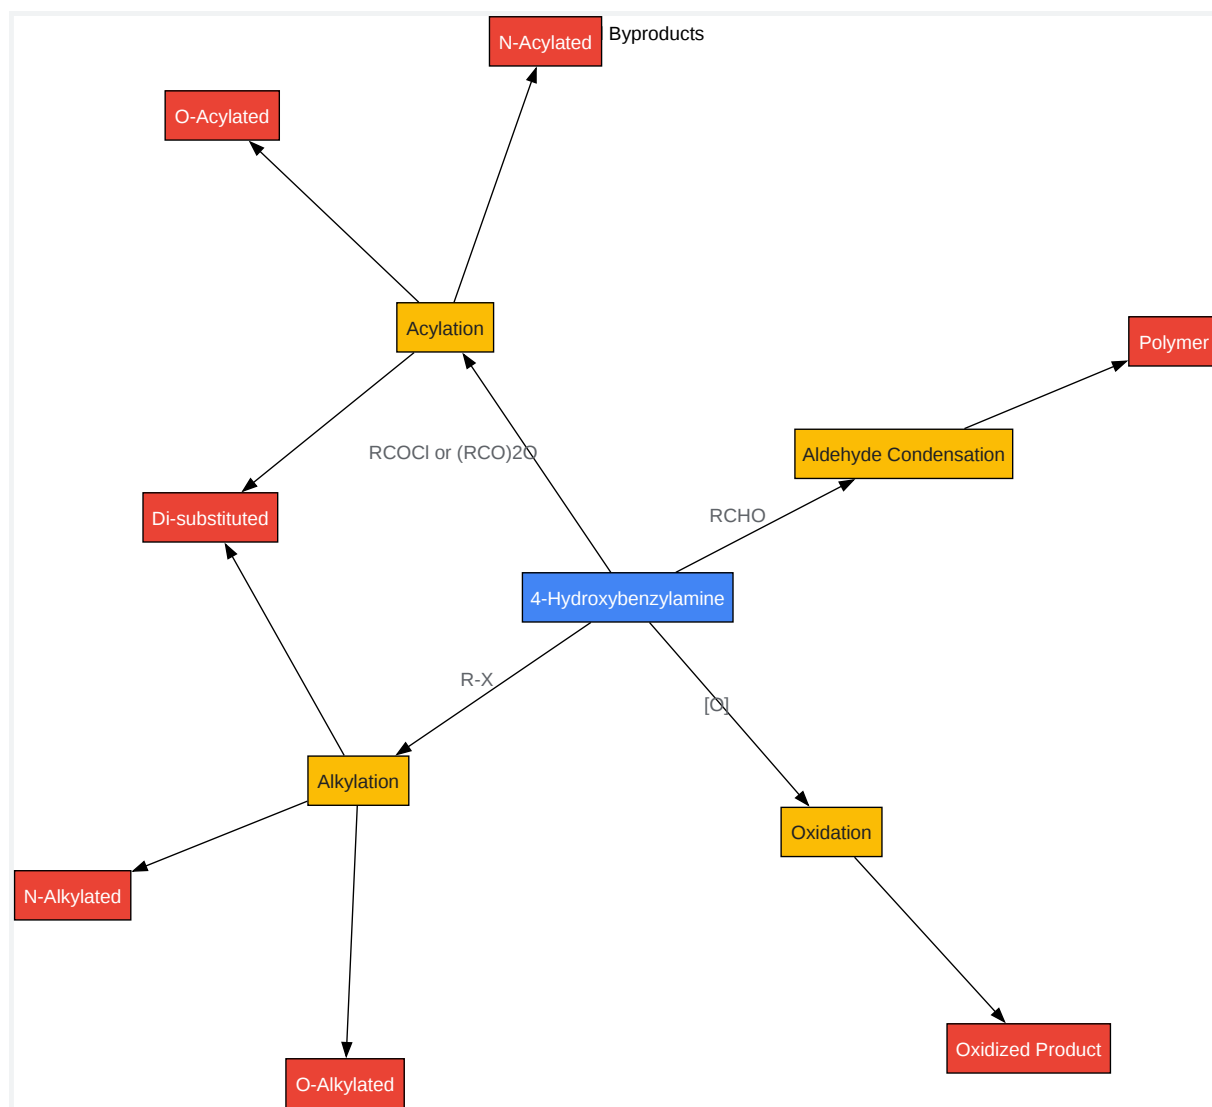 N-Acylated
Byproducts
O-Acylated
Acylation
Polymer
RCOCl or (RCO)2O
Aldehyde Condensation
Di-substituted
RCHO
4-Hydroxybenzylamine
R-X
[O]
Alkylation
Oxidation
N-Alkylated
Oxidized Product
O-Alkylated